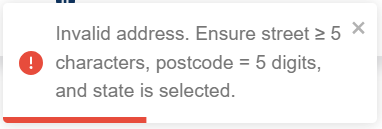 Invalid address. Ensure street ≥ 5
characters, postcode = 5 digits,
and state is selected.